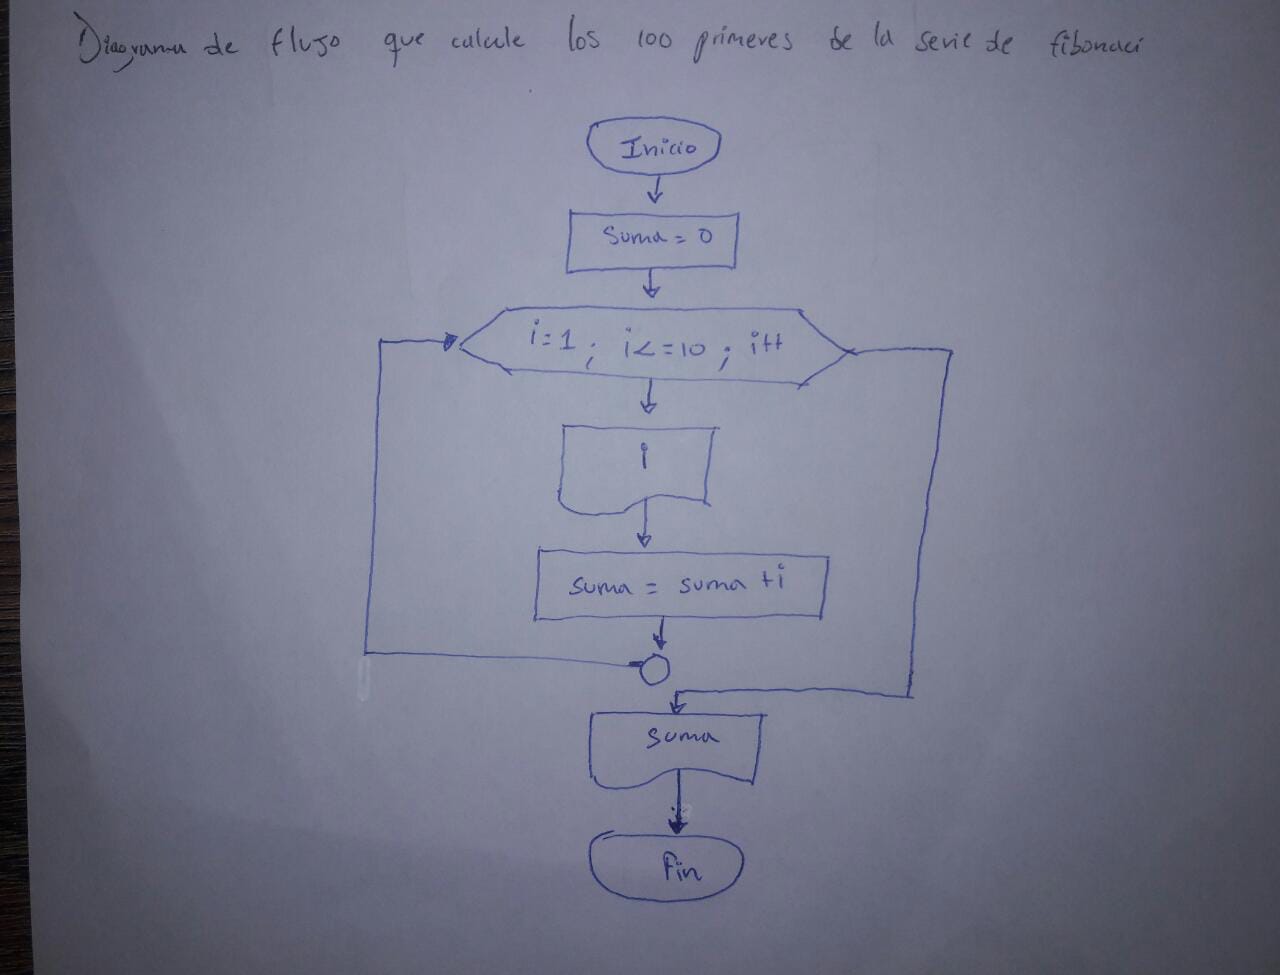 Diagrama de flujo que calcule los 100 primeros de la serie de fibonaci
Inicio
Suma = 0
i=1 ; i<=10 ; i++
i
suma = suma +i
suma
Fin